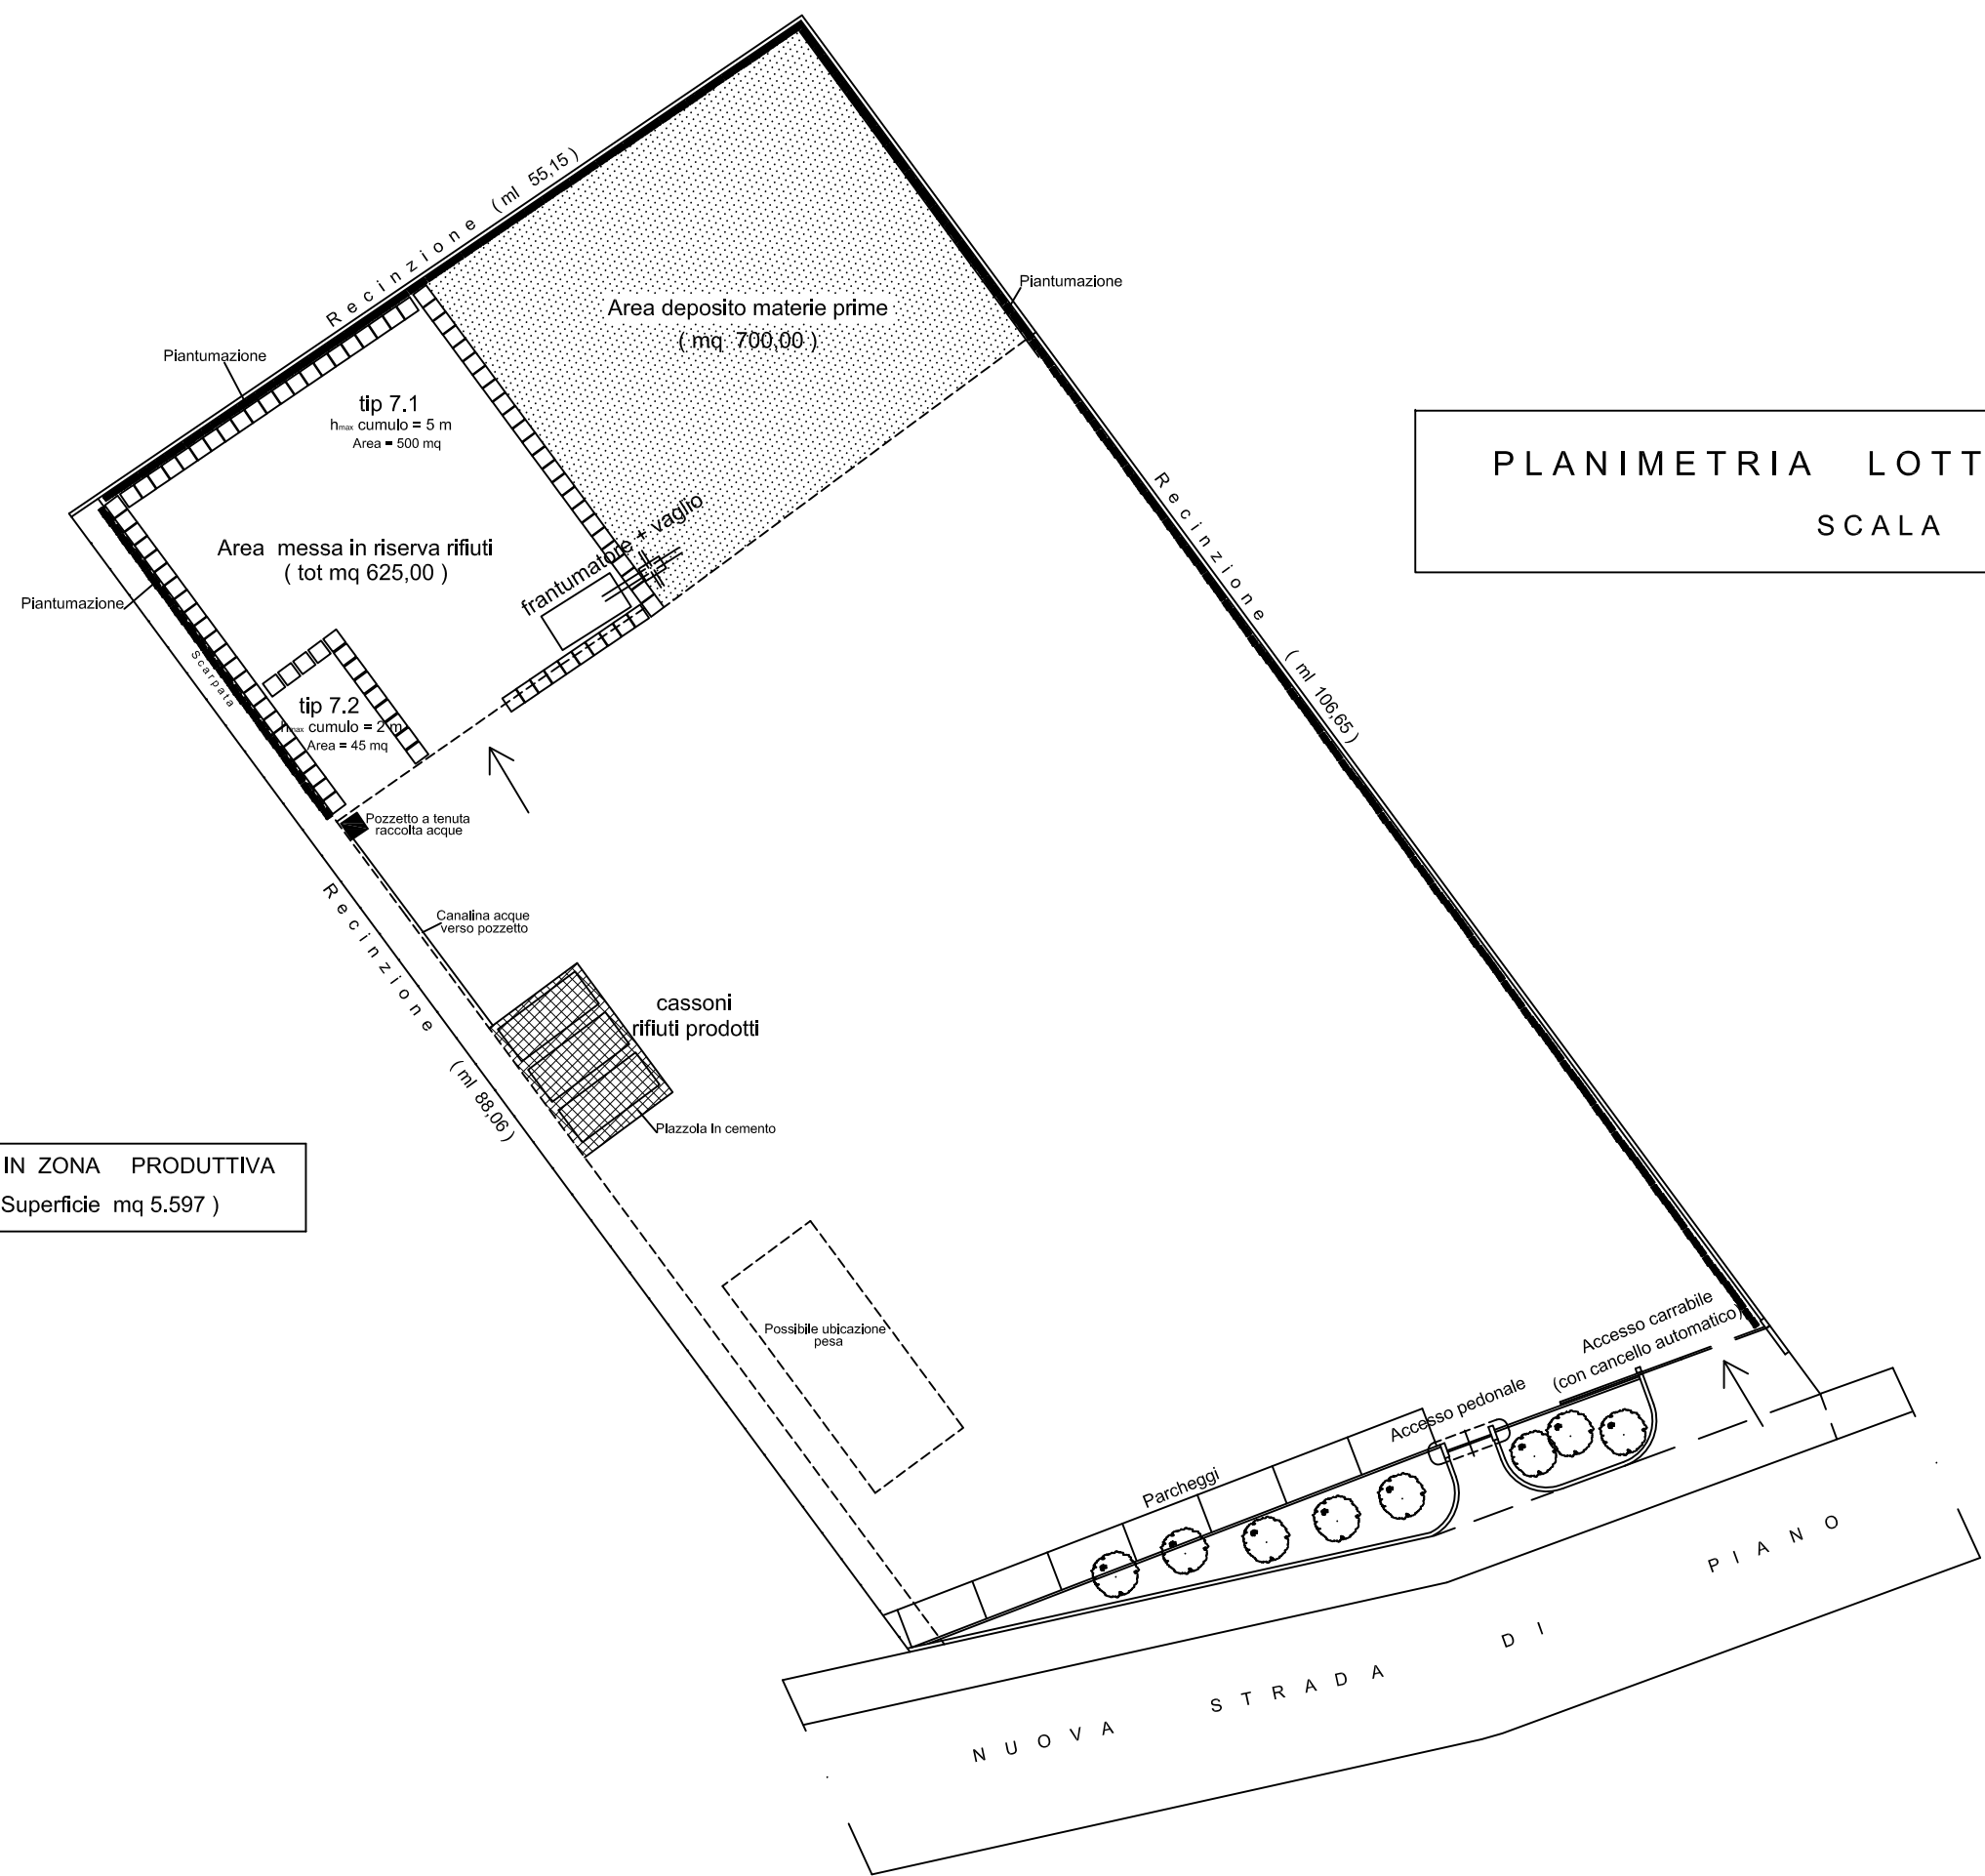 Recinzione (ml 55,15)
Piantumazione
Area deposito materie prime
( mq 700,00 )
Piantumazione
tip 7.1
hmax cumulo = 5 m
Area = 500 mq
PLANIMETRIA LOTT
SCALA
Recinzione (ml 106,65)
frantumatore + vaglio
Area messa in riserva rifiuti
( tot mq 625,00 )
Piantumazione
Scarpata
tip 7.2
hmax cumulo = 2 m
Area = 45 mq
Pozzetto a tenuta
raccolta acque
Recinzione (ml 88,06)
Canalina acque
verso pozzetto
cassoni
rifiuti prodotti
Piazzola in cemento
IN ZONA PRODUTTIVA
Superficie mq 5.597 )
Possibile ubicazione
pesa
Accesso carrabile
(con cancello automatico)
Accesso pedonale
Parcheggi
NUOVA STRADA DI PIANO